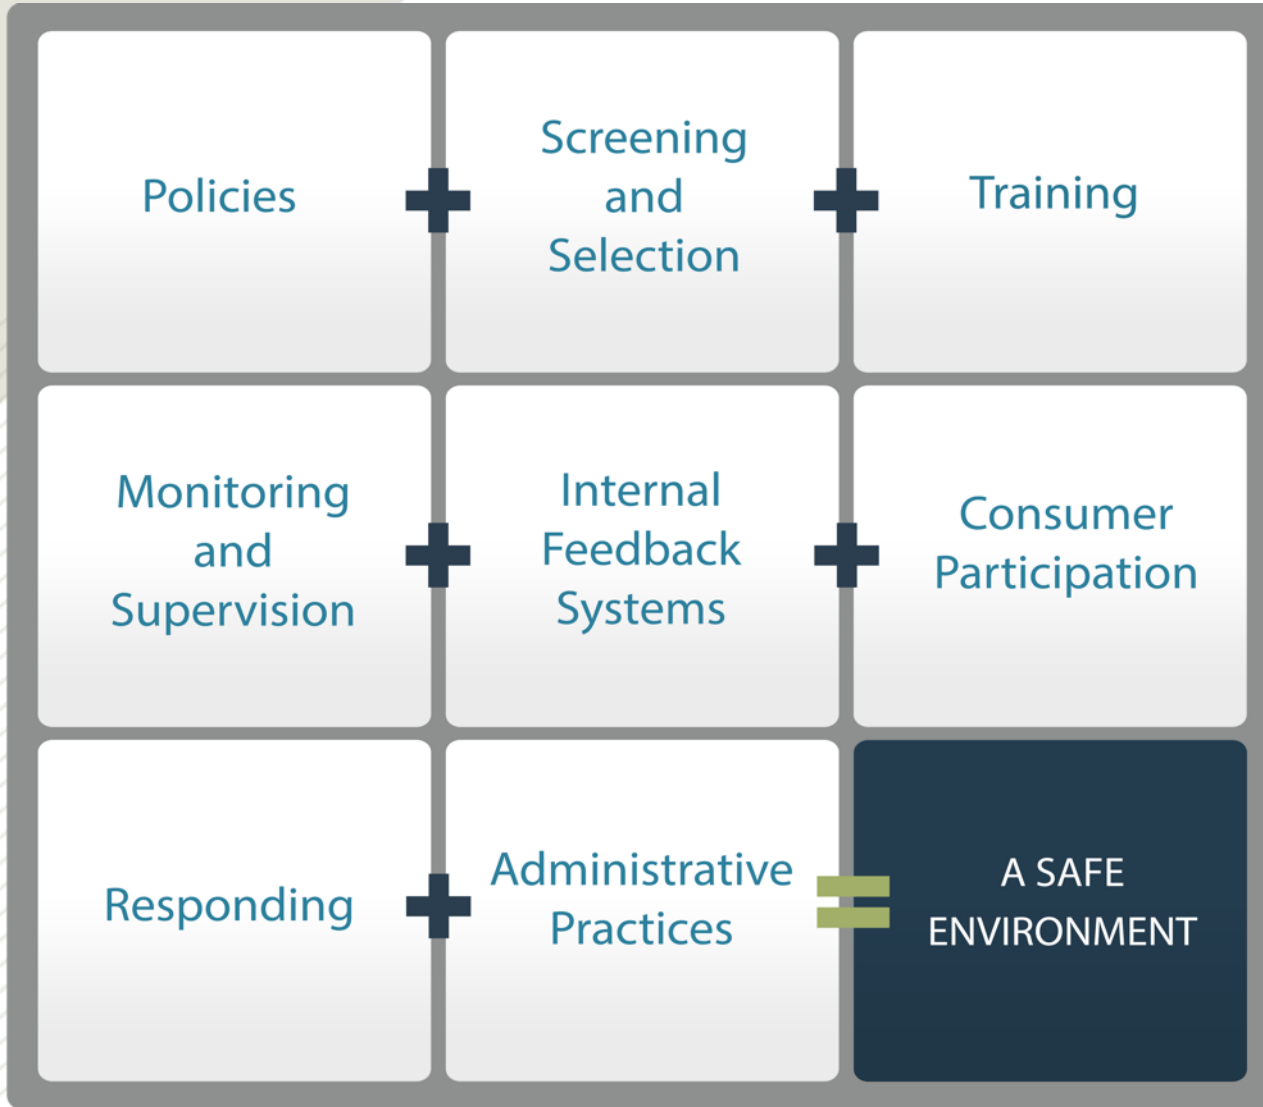 Policies
Screening
and
Selection
Training
Monitoring
and
Supervision
Internal
Feedback
Systems
Consumer
Participation
Responding
Administrative
Practices
A SAFE
ENVIRONMENT